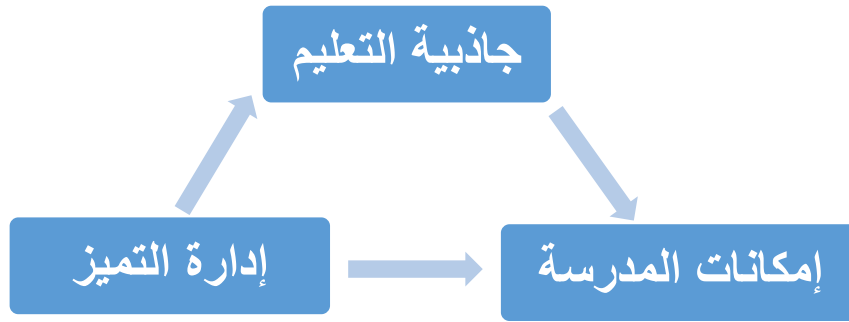 جاذبية التعليم
إمكانات المدرسة
إدارة التميز